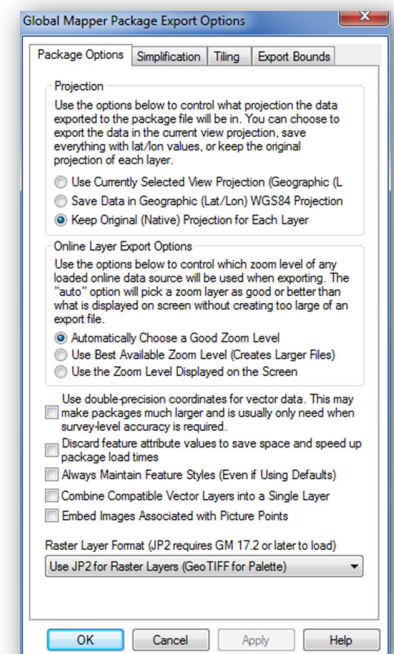 Global Mapper Package Export Options
Package Options Simplification Tiling Export Bounds
Projection
Use the options below to control what projection the data
exported to the package file will be in. You can choose to
export the data in the current view projection, save
everything with lat/lon values, or keep the original
projection of each layer.
Use Currently Selected View Projection (Geographic (L
Save Data in Geographic (Lat/Lon) WGS84 Projection
Keep Original (Native) Projection for Each Layer
Online Layer Export Options
Use the options below to control which zoom level of any
loaded online data source will be used when exporting. The
"auto" option will pick a zoom layer as good or better than
what is displayed on screen without creating too large of an
export file.
Automatically Choose a Good Zoom Level
Use Best Available Zoom Level (Creates Larger Files)
Use the Zoom Level Displayed on the Screen
Use double-precision coordinates for vector data. This may
make packages much larger and is usually only need when
survey-level accuracy is required.
Discard feature attribute values to save space and speed up
package load times
Always Maintain Feature Styles (Even if Using Defaults)
Combine Compatible Vector Layers into a Single Layer
Embed Images Associated with Picture Points
Raster Layer Format (JP2 requires GM 17.2 or later to load)
Use JP2 for Raster Layers (GeoTIFF for Palette)
OK Cancel Apply Help